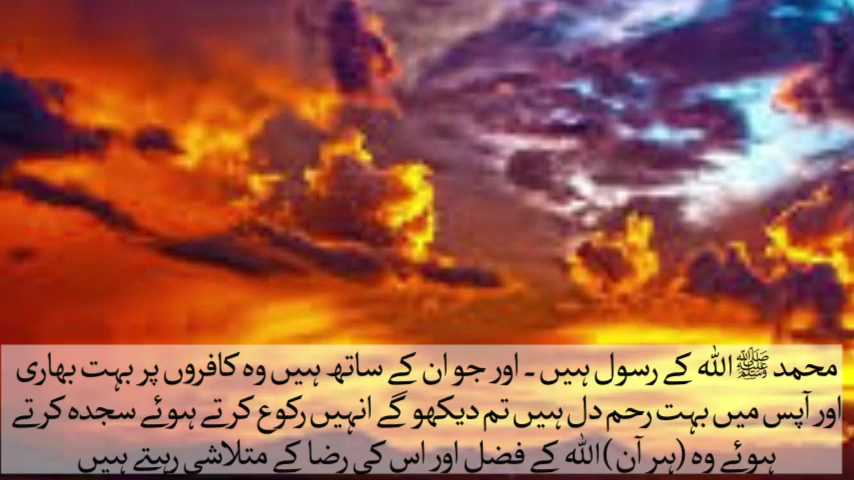 محمد ﷺ اللہ کے رسول ہیں ۔ اور جو ان کے ساتھ ہیں وہ کافروں پر بہت بھاری
اور آپس میں بہت رحم دل ہیں تم دیکھو گے انہیں رکوع کرتے ہوئے سجدہ کرتے
ہوئے وہ (ہر آن) اللہ کے فضل اور اس کی رضا کے متلاشی رہتے ہیں